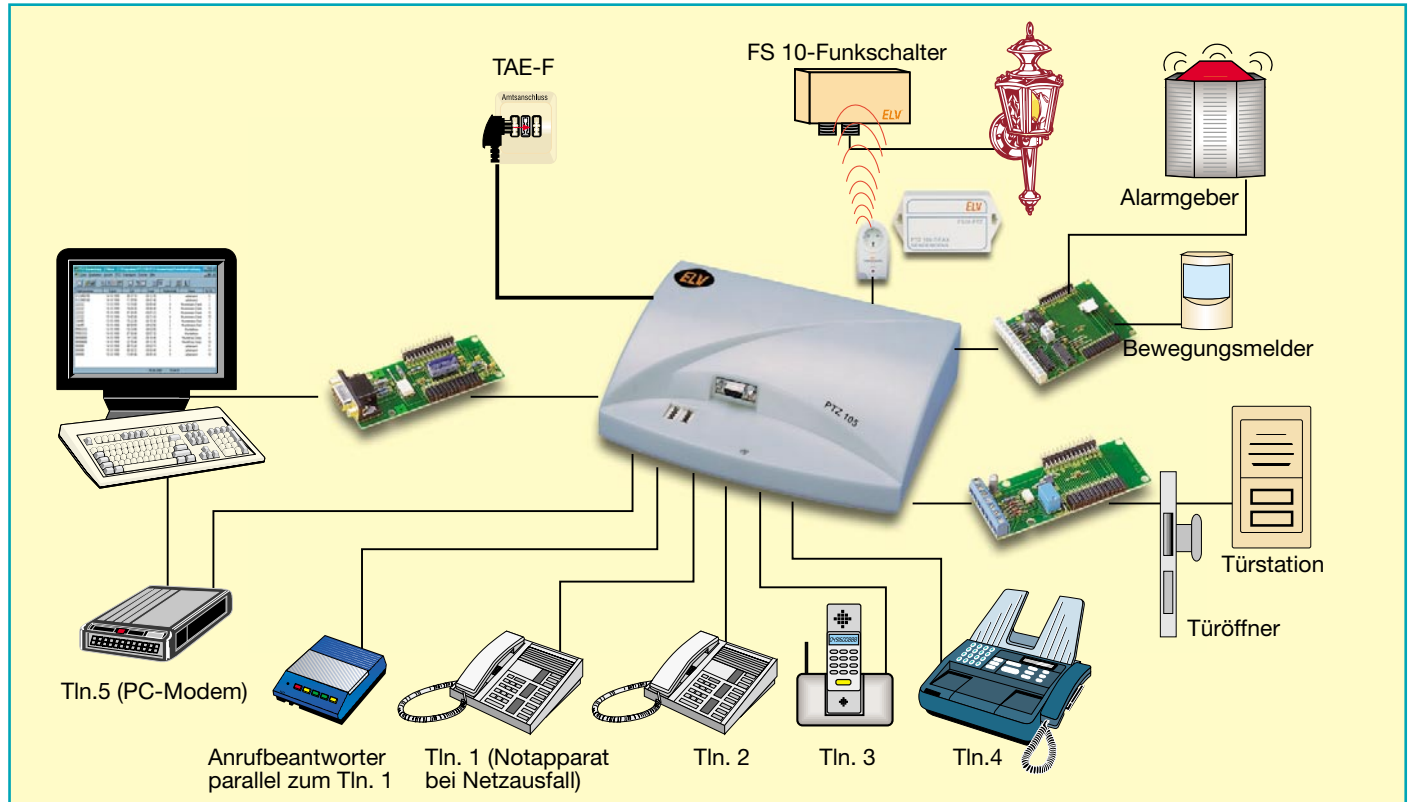 TAE-F
Amtsanschluss
FS 10-Funkschalter
ELV
ELV
Alarmgeber
Bewegungsmelder
ELV
PTZ 105
Türstation
Türöffner
Tln.5 (PC-Modem)
Anrufbeantworter
parallel zum Tln. 1
Tln. 1 (Notapparat
bei Netzausfall)
Tln. 2
Tln. 3
Tln.4